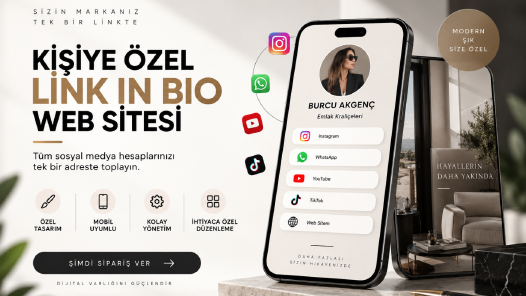 SİZİN MARKANIZ
TEK BİR LİNKTE
KİŞİYE ÖZEL
LINK IN BIO
WEB SİTESİ
Tüm sosyal medya hesaplarınızı
tek bir adreste toplayın.
ÖZEL
TASARIM
MOBİL
UYUMLU
KOLAY
YÖNETİM
İHTİYACA ÖZEL
DÜZENLEME
ŞİMDİ SİPARİŞ VER
DİJİTAL VARLIĞINI GÜÇLENDİR
BURCU AKGENÇ
Emlak Kraliçeleri
Instagram
WhatsApp
YouTube
TikTok
Web Sitem
DAHA FAZLASI
SİZİN HİKAYENİZDE
MODERN
ŞIK
SİZE ÖZEL
HAYALLERİN
DAHA YAKINDA